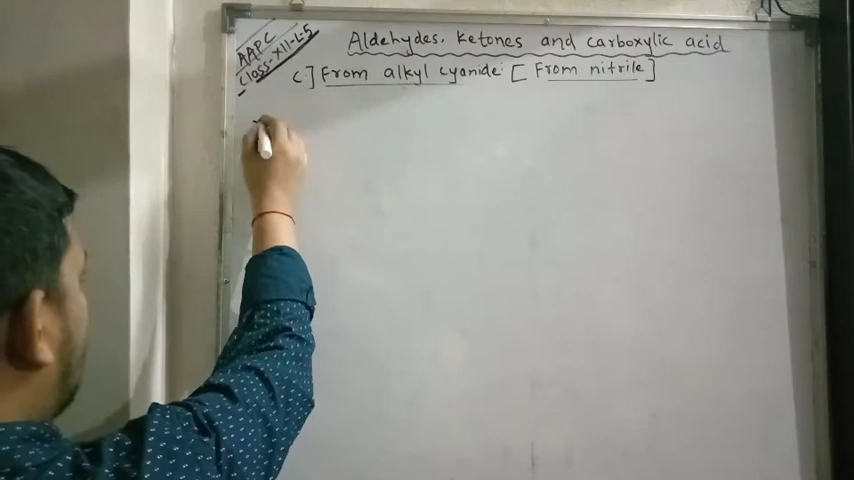 AAPC
Class-XII-L-5
Aldehydes. ketones and carboxylic acid
C] From alkyl cyanide [From nitrile]